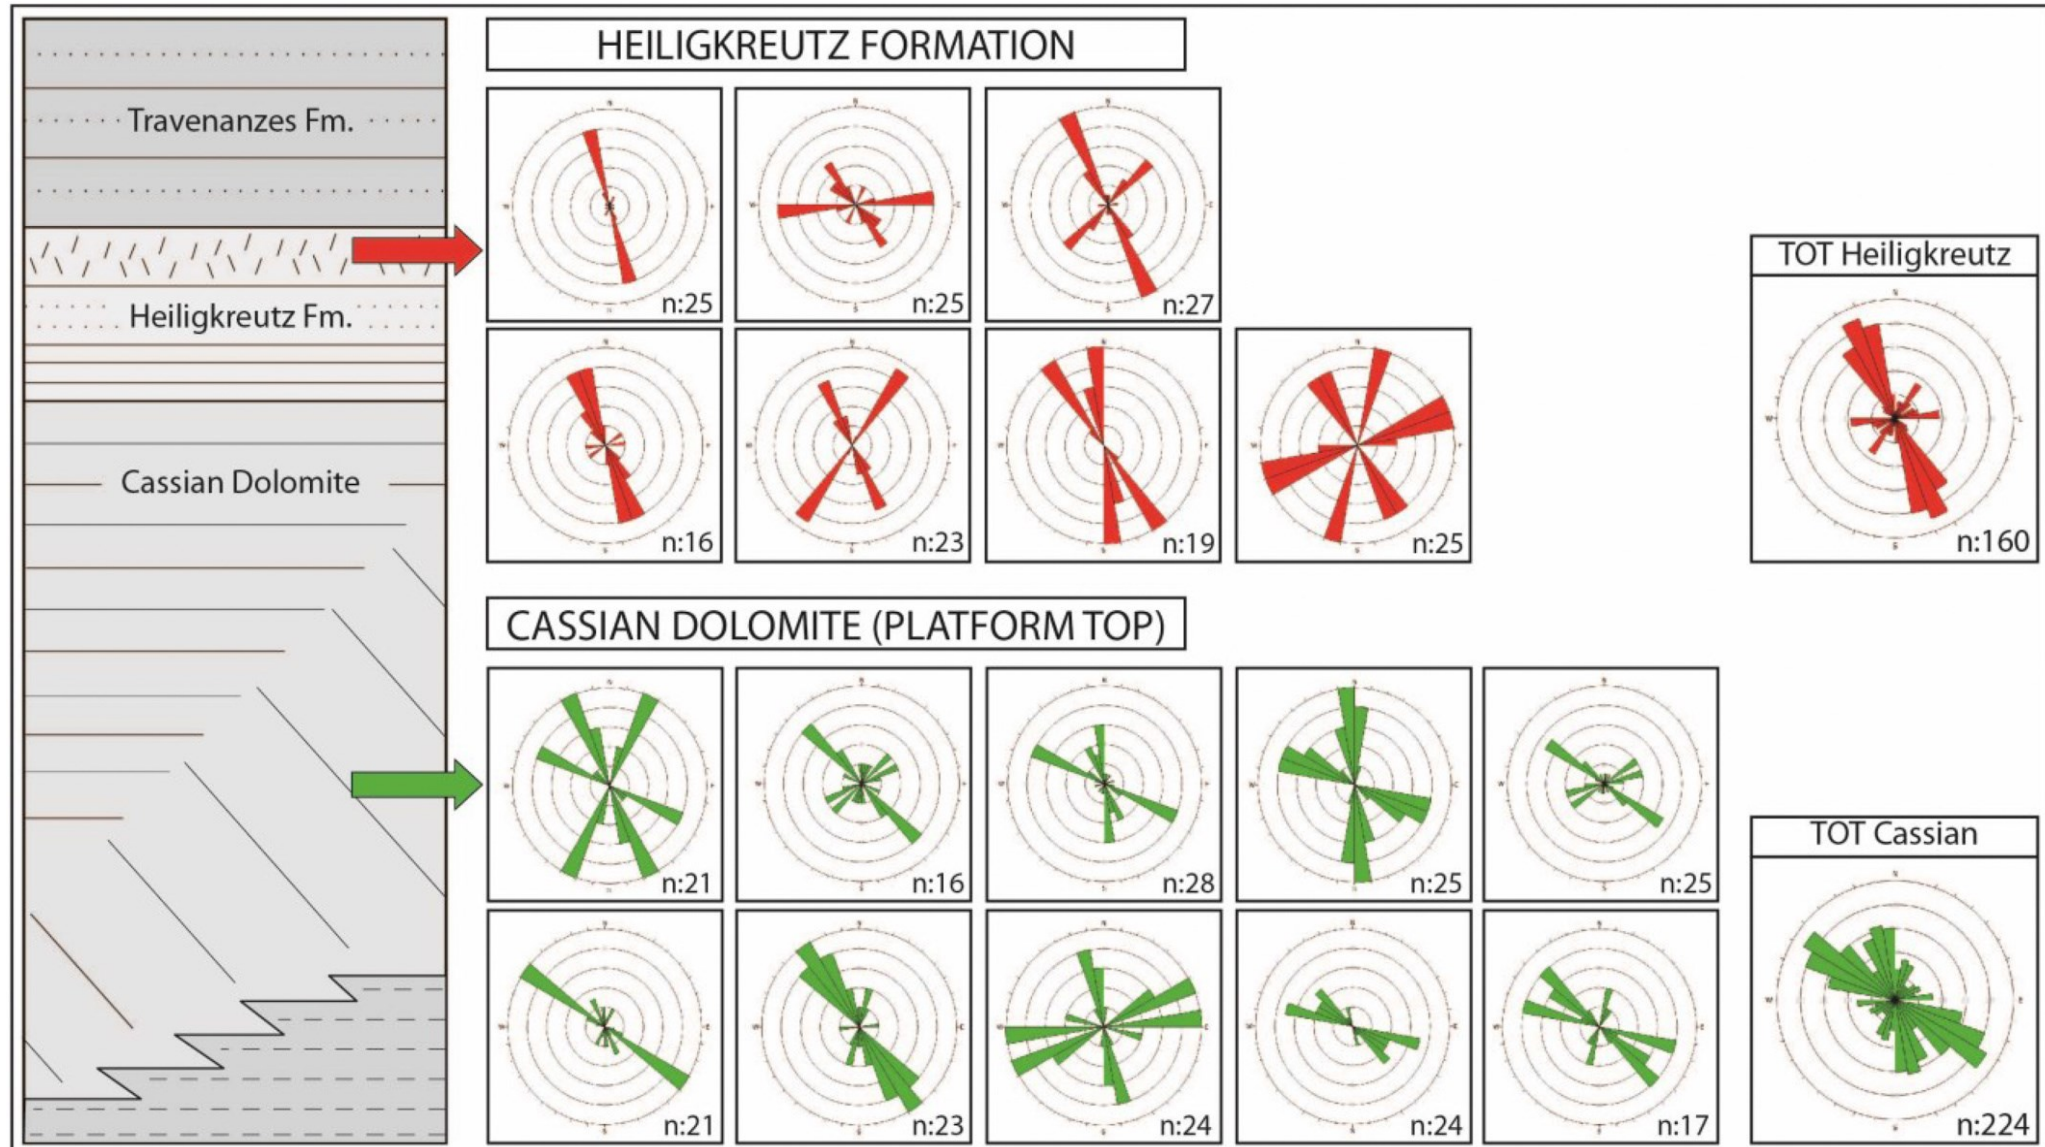 Travenanzes Fm.
Heiligkreutz Fm.
Cassian Dolomite
HEILIGKREUTZ FORMATION
n:25
n:25
n:27
n:16
n:23
n:19
n:25
TOT Heiligkreutz
n:160
CASSIAN DOLOMITE (PLATFORM TOP)
n:21
n:16
n:28
n:25
n:25
n:21
n:23
n:24
n:24
n:17
TOT Cassian
n:224